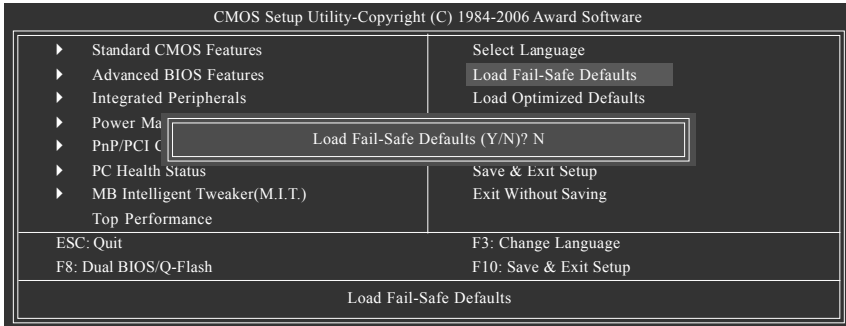 CMOS Setup Utility-Copyright (C) 1984-2006 Award Software
Standard CMOS Features
Advanced BIOS Features
Integrated Peripherals
Power Ma
PnP/PCI
PC Health Status
MB Intelligent Tweaker(M.I.T.)
Top Performance
Select Language
Load Fail-Safe Defaults
Load Optimized Defaults
Save & Exit Setup
Exit Without Saving
Load Fail-Safe Defaults (Y/N)? N
ESC: Quit
F3: Change Language
F8: Dual BIOS/Q-Flash
F10: Save & Exit Setup
Load Fail-Safe Defaults